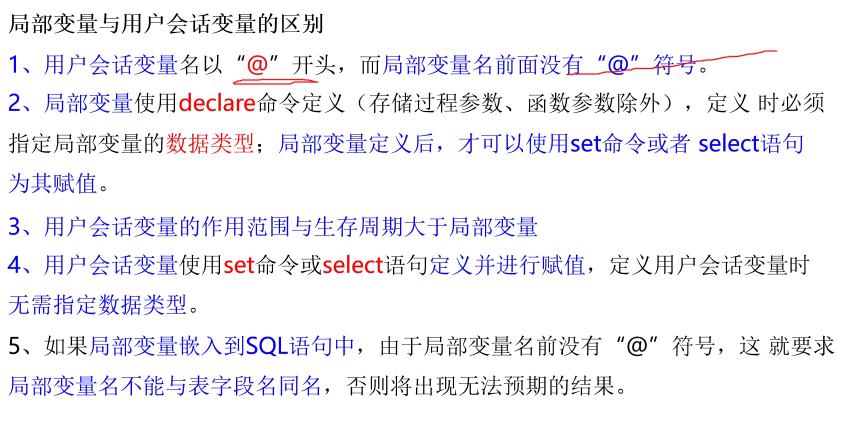 局部变量与用户会话变量的区别
1、用户会话变量名以“@”开头，而局部变量名前面没有“@”符号。
2、局部变量使用declare命令定义（存储过程参数、函数参数除外），定义 时必须
指定局部变量的数据类型；局部变量定义后，才可以使用set命令或者 select语句
为其赋值。
3、用户会话变量的作用范围与生存周期大于局部变量
4、用户会话变量使用set命令或select语句定义并进行赋值，定义用户会话变量时
无需指定数据类型。
5、如果局部变量嵌入到SQL语句中，由于局部变量名前没有“@”符号，这 就要求
局部变量名不能与表字段名同名，否则将出现无法预期的结果。